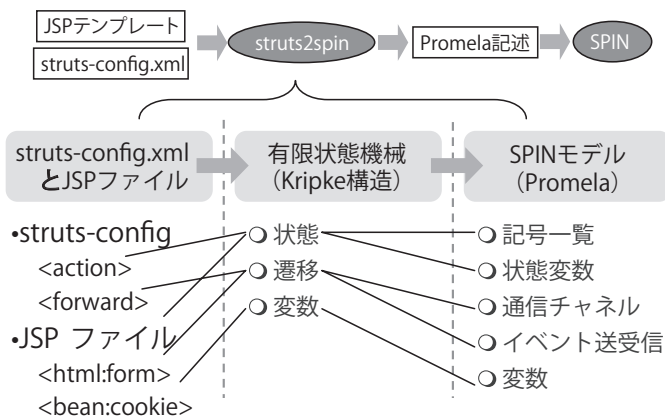 JSPテンプレート
struts-config.xml
struts2spin
Promela記述
SPIN
struts-config.xml
とJSPファイル
有限状態機械
(Kripke構造)
SPINモデル
(Promela)
•struts-config
<action>
<forward>
•JSP ファイル
<html:form>
<bean:cookie>
状態
遷移
変数
記号一覧
状態変数
通信チャネル
イベント送受信
変数